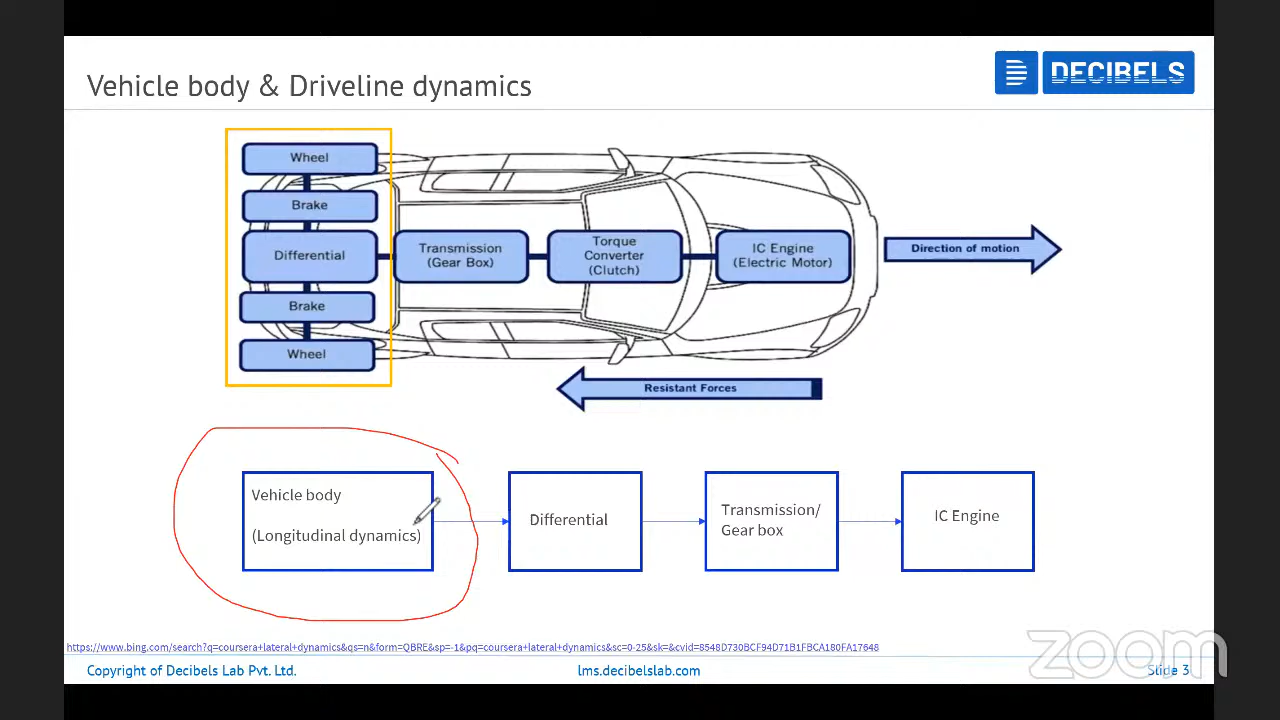 Vehicle body & Driveline dynamics
DECIBELS
Wheel
Brake
Differential
Brake
Wheel
Transmission
(Gear Box)
Torque
Converter
(Clutch)
IC Engine
(Electric Motor)
Direction of motion
Resistant Forces
Vehicle body
(Longitudinal dynamics)
Differential
Transmission/
Gear box
IC Engine
https://www.bing.com/search?q=coursera+lateral+dynamics&qs=n&form=QBRE&sp=-1&pq=coursera+lateral+dynamics&sc=0-25&sk=&cvid=8548D730BCF94D71B1FBCA180FA17648
Copyright of Decibels Lab Pvt. Ltd.
lms.decibelslab.com
Slide 3
zoom